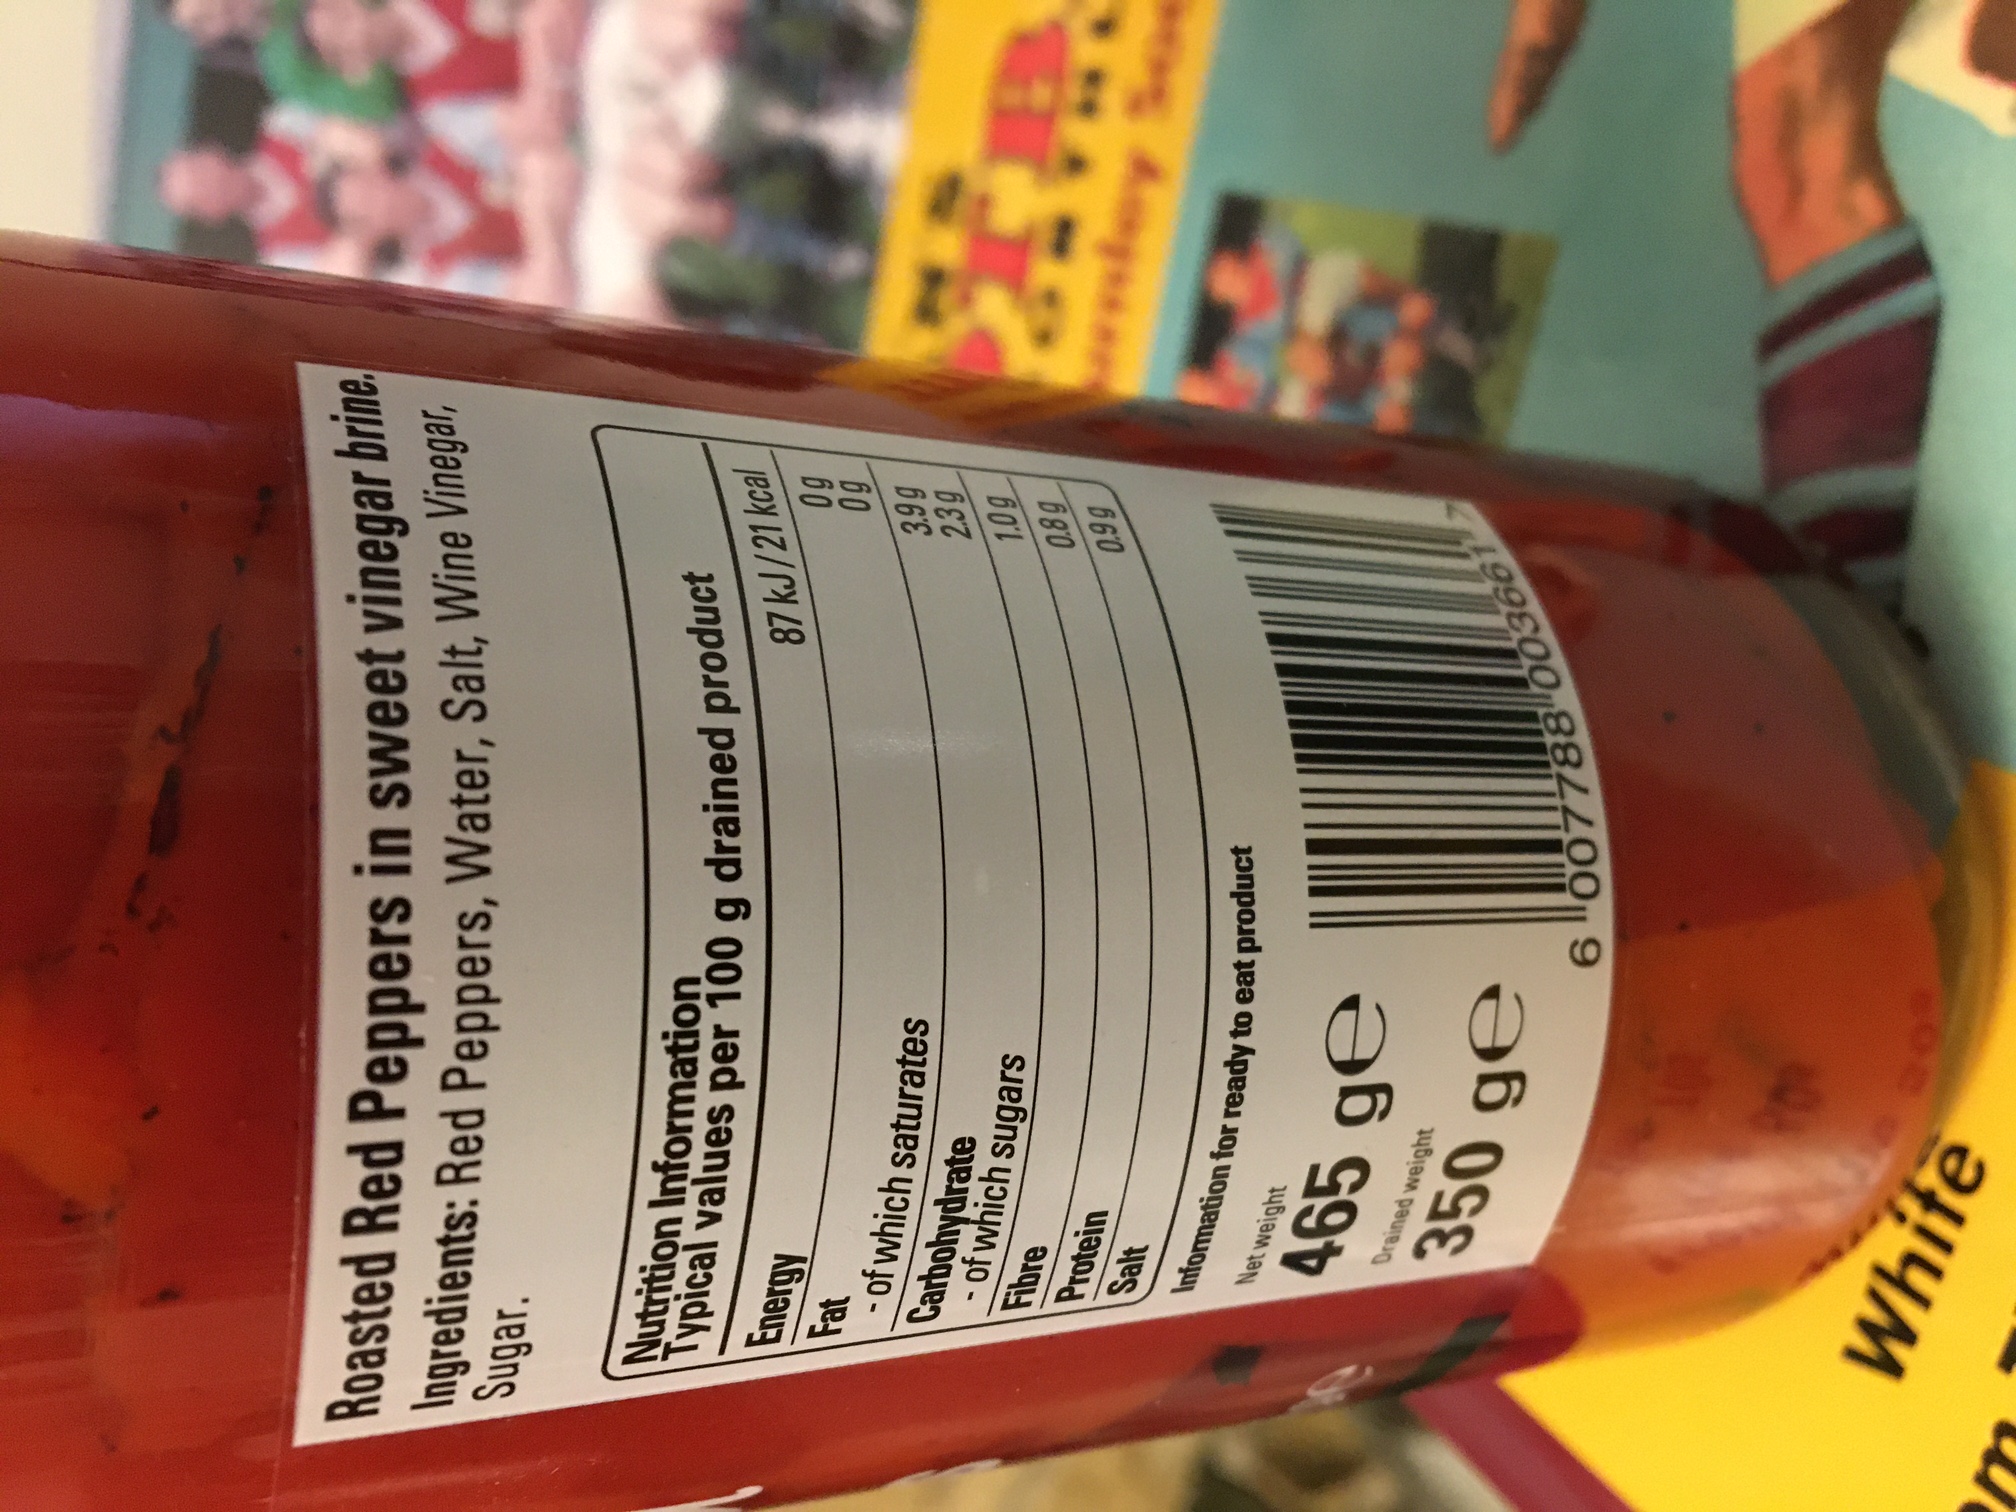 Roasted Red Peppers in sweet vinegar brine.
Ingredients: Red Peppers, Water, Salt, Wine Vinegar,
Sugar.
Nutrition Information
Typical values per 100 g drained product
Energy 87 kJ / 21 kcal
Fat 0 g
- of which saturates 0 g
Carbohydrate 3.9 g
- of which sugars 2.3 g
Fibre 1.0 g
Protein 0.8 g
Salt 0.9 g
Information for ready to eat product
Net weight
465 g e
Drained weight
350 g e
6 007788 003661 7
White